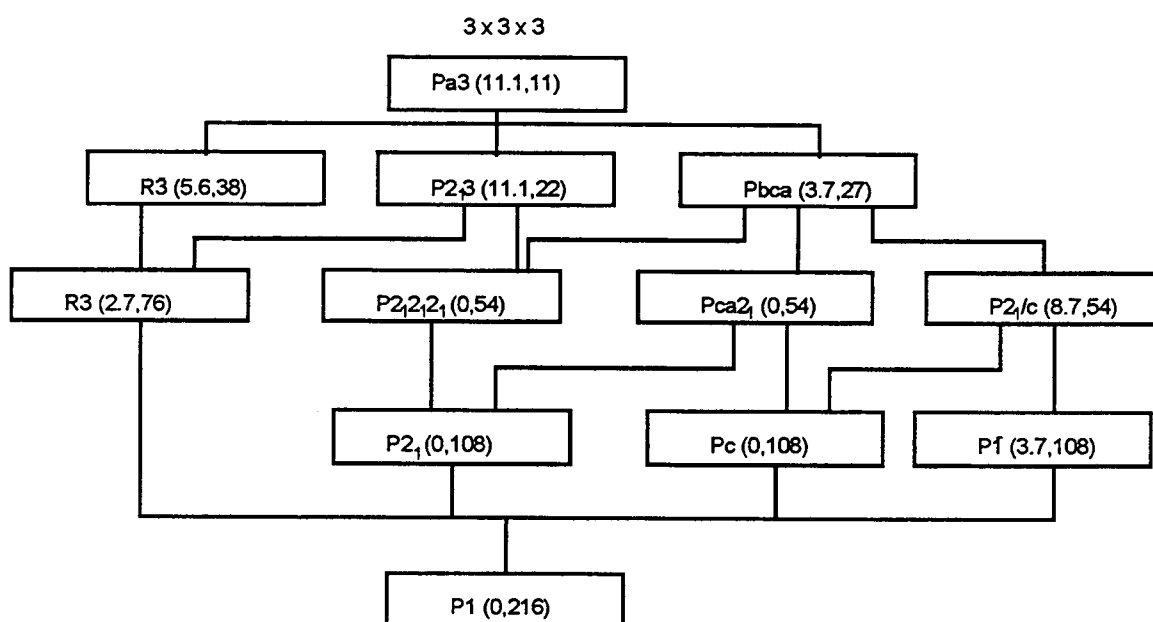 3 x 3 x 3
Pa3 (11.1,11)
R3̄ (5.6,38)
P2₁3 (11.1,22)
Pbca (3.7,27)
R3 (2.7,76)
P2₁2₁2₁ (0,54)
Pca2₁ (0,54)
P2₁/c (8.7,54)
P2₁ (0,108)
Pc (0,108)
P1̄ (3.7,108)
P1 (0,216)